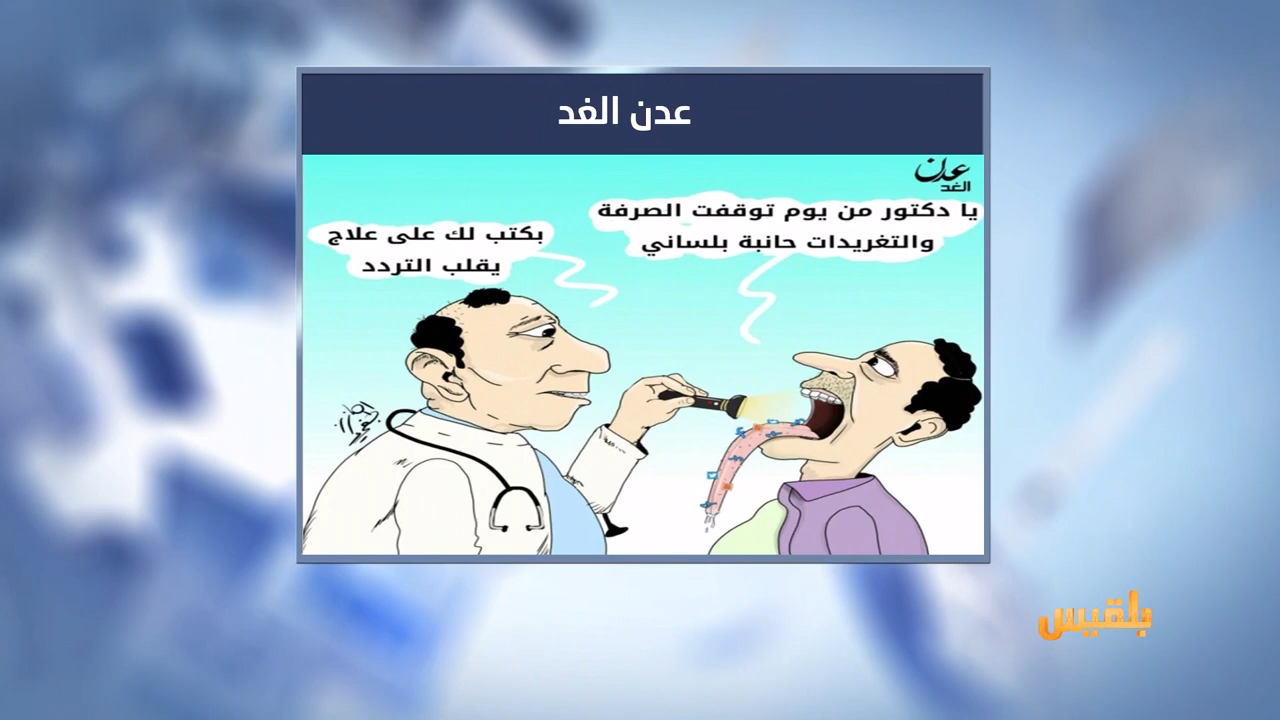 عدن الغد
عدن
الغد
يا دكتور من يوم توقفت الصرفة
والتغريدات حانبة بلساني
بكتب لك على علاج
يقلب التردد
بلقيس